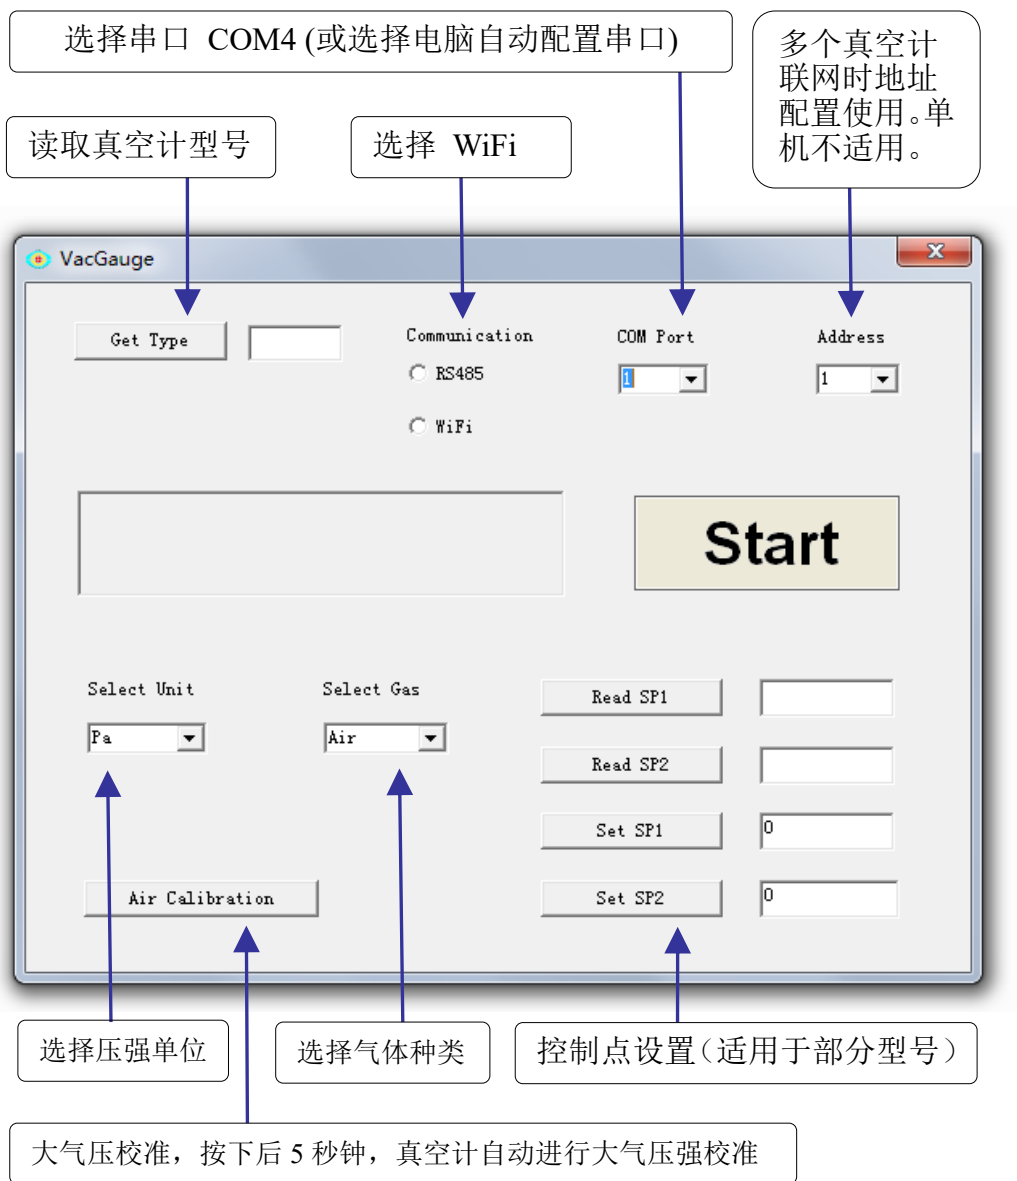 选择串口 COM4 (或选择电脑自动配置串口)
多个真空计
联网时地址
配置使用。单
机不适用。
读取真空计型号
选择 WiFi
VacGauge
Get Type
Communication
COM Port
Address
RS485
1
1
WiFi
Start
Select Unit
Select Gas
Read SP1
Pa
Air
Read SP2
Set SP1
0
Air Calibration
Set SP2
0
选择压强单位
选择气体种类
控制点设置（适用于部分型号）
大气压校准，按下后 5 秒钟，真空计自动进行大气压强校准